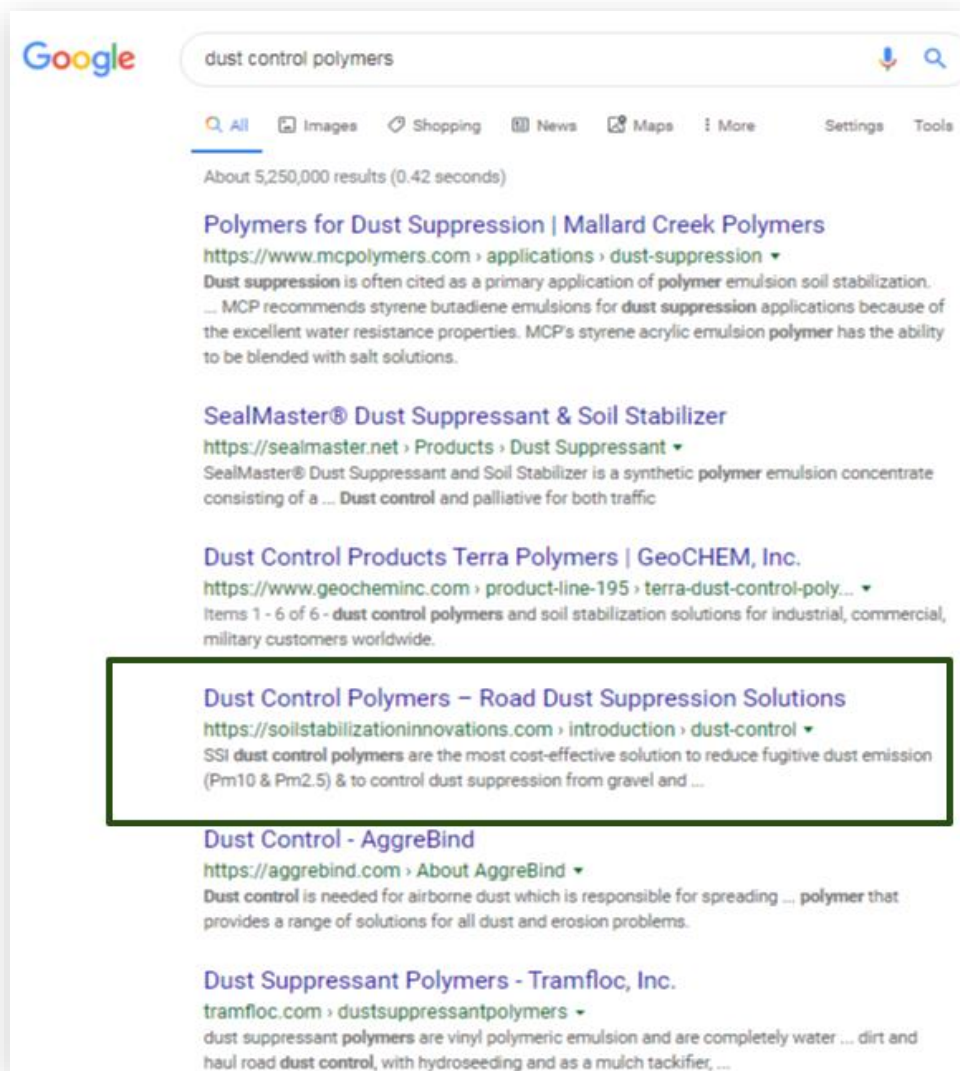 Google
dust control polymers
All Images Shopping News Maps More Settings Tools
About 5,250,000 results (0.42 seconds)
Polymers for Dust Suppression | Mallard Creek Polymers
https://www.mcpolymers.com › applications › dust-suppression
Dust suppression is often cited as a primary application of polymer emulsion soil stabilization.
... MCP recommends styrene butadiene emulsions for dust suppression applications because of
the excellent water resistance properties. MCP's styrene acrylic emulsion polymer has the ability
to be blended with salt solutions.
SealMaster® Dust Suppressant & Soil Stabilizer
https://sealmaster.net › Products › Dust Suppressant
SealMaster® Dust Suppressant and Soil Stabilizer is a synthetic polymer emulsion concentrate
consisting of a ... Dust control and palliative for both traffic
Dust Control Products Terra Polymers | GeoCHEM, Inc.
https://www.geocheminc.com › product-line-195 › terra-dust-control-poly...
Items 1 - 6 of 6 - dust control polymers and soil stabilization solutions for industrial, commercial,
military customers worldwide.
Dust Control Polymers – Road Dust Suppression Solutions
https://soilstabilizationinnovations.com › introduction › dust-control
SSI dust control polymers are the most cost-effective solution to reduce fugitive dust emission
(Pm10 & Pm2.5) & to control dust suppression from gravel and ...
Dust Control - AggreBind
https://aggrebind.com › About AggreBind
Dust control is needed for airborne dust which is responsible for spreading ... polymer that
provides a range of solutions for all dust and erosion problems.
Dust Suppressant Polymers - Tramfloc, Inc.
tramfloc.com › dustsuppressantpolymers
dust suppressant polymers are vinyl polymeric emulsion and are completely water ... dirt and
haul road dust control, with hydroseeding and as a mulch tackifier, ...